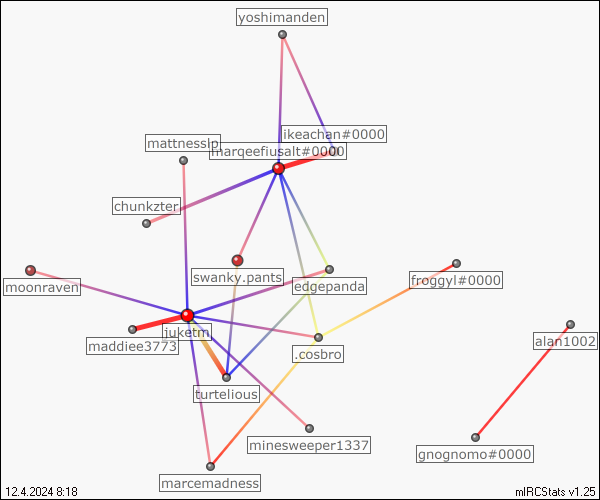 yoshimanden
ikeachan#0000
mattnesslp
marqeefiusalt#0000
chunkzter
swanky.pants
froggyl#0000
moonraven
edgepanda
juketm
alan1002
maddiee3773
.cosbro
turtelious
minesweeper1337
gnognomo#0000
marcemadness
12.4.2024 8:18
mIRCStats v1.25